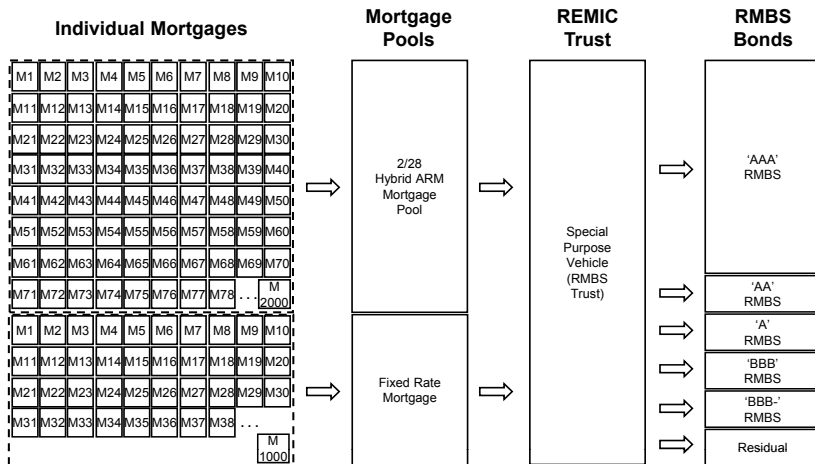 Individual Mortgages
Mortgage
Pools
REMIC
Trust
RMBS
Bonds
M1 M2 M3 M4 M5 M6 M7 M8 M9 M10
M11 M12 M13 M14 M15 M16 M17 M18 M19 M20
M21 M22 M23 M24 M25 M26 M27 M28 M29 M30
M31 M32 M33 M34 M35 M36 M37 M38 M39 M40
M41 M42 M43 M44 M45 M46 M47 M48 M49 M50
M51 M52 M53 M54 M55 M56 M57 M58 M59 M60
M61 M62 M63 M64 M65 M66 M67 M68 M69 M70
M71 M72 M73 M74 M75 M76 M77 M78 ... M
2000
M1 M2 M3 M4 M5 M6 M7 M8 M9 M10
M11 M12 M13 M14 M15 M16 M17 M18 M19 M20
M21 M22 M23 M24 M25 M26 M27 M28 M29 M30
M31 M32 M33 M34 M35 M36 M37 M38 ...
M
1000
2/28
Hybrid ARM
Mortgage
Pool
Fixed Rate
Mortgage
Special
Purpose
Vehicle
(RMBS
Trust)
‘AAA’
RMBS
‘AA’
RMBS
‘A’
RMBS
‘BBB’
RMBS
‘BBB-’
RMBS
Residual